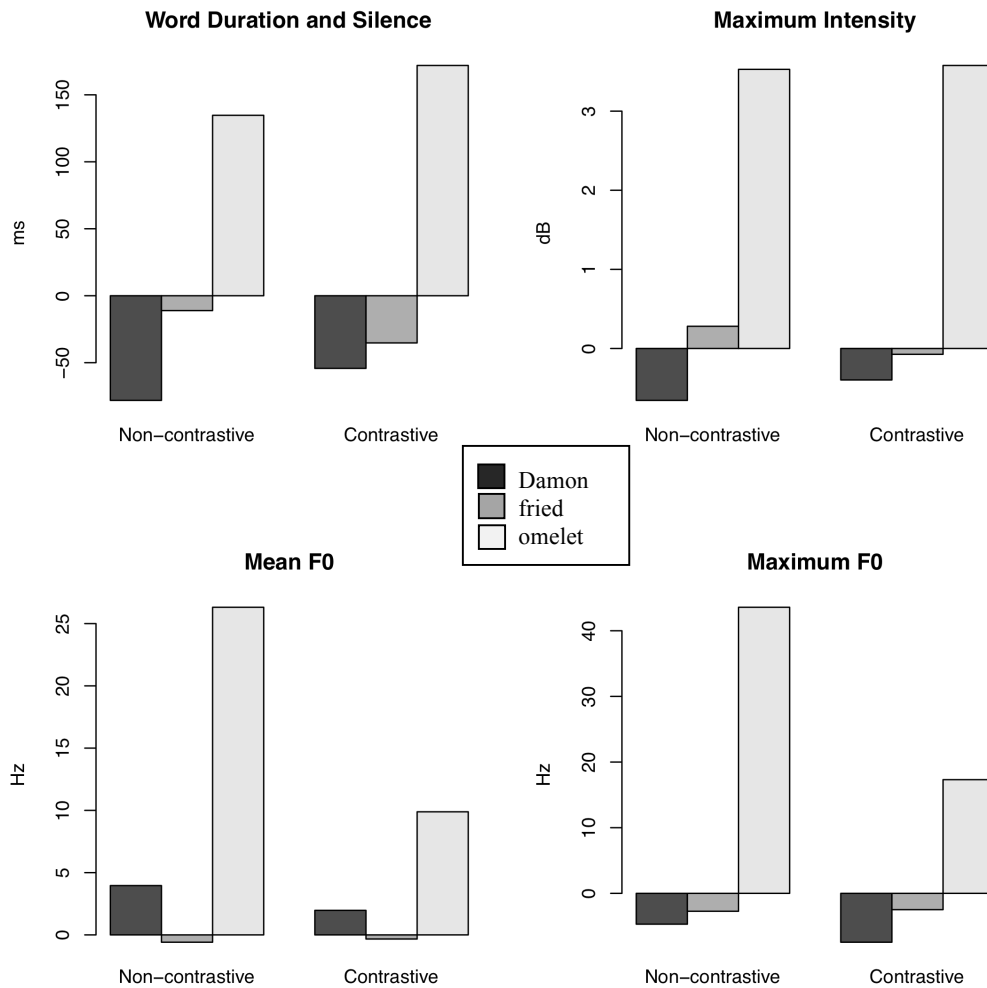 Word Duration and Silence
ms
150
100
50
0
−50
Non−contrastive Contrastive
Maximum Intensity
dB
3
2
1
0
Non−contrastive Contrastive
Damon
fried
omelet
Mean F0
Hz
25
20
15
10
5
0
Non−contrastive Contrastive
Maximum F0
Hz
40
30
20
10
0
Non−contrastive Contrastive